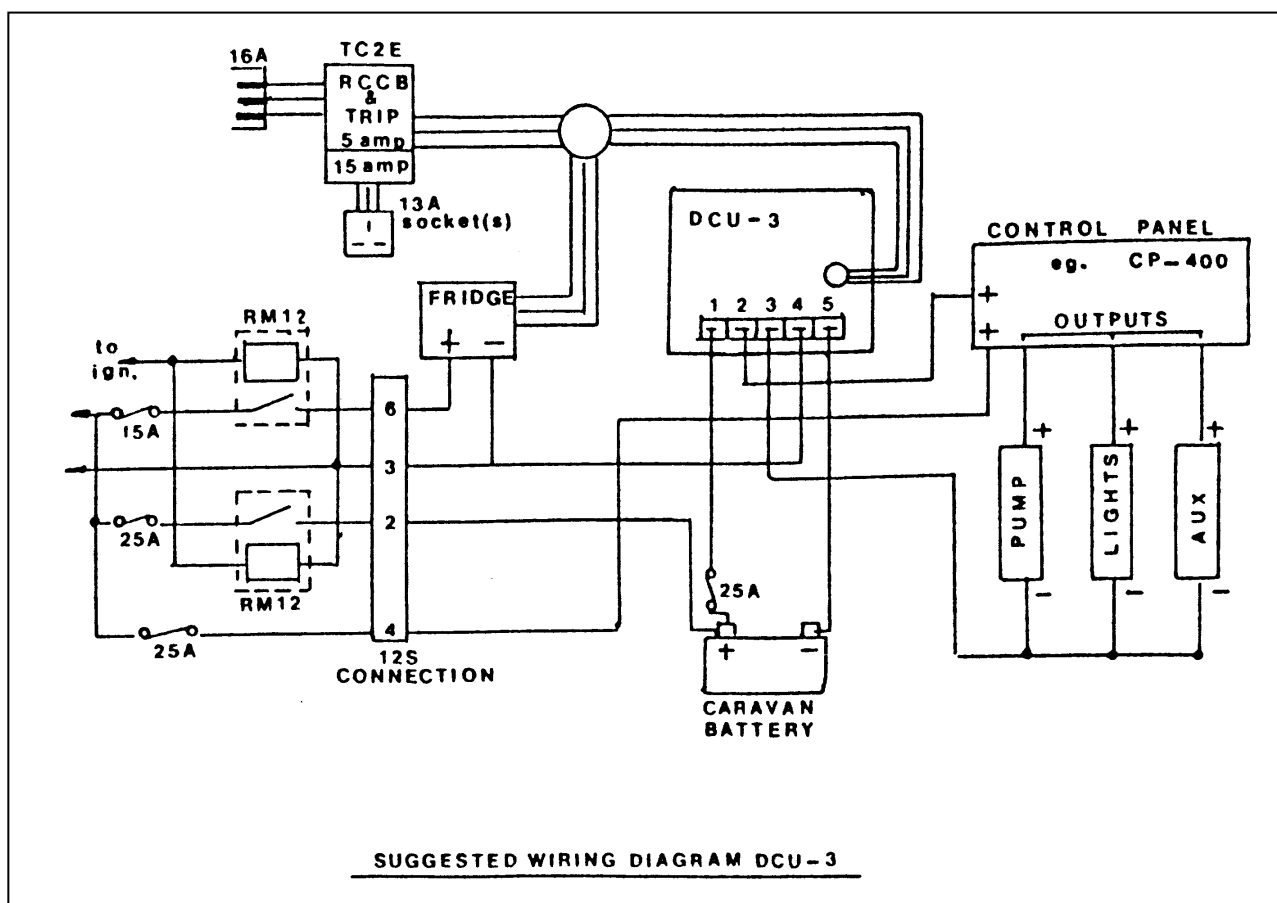 16A
TC2E
RCCB
&
TRIP
5 amp
15 amp
13A
socket(s)
DCU-3
1 2 3 4 5
CONTROL PANEL
eg. CP-400
+
+
OUTPUTS
FRIDGE
+ -
RM12
to
ign.
15A
6
3
2
4
25A
RM12
25A
12S
CONNECTION
25A
+ -
CARAVAN
BATTERY
+ + +
PUMP
LIGHTS
AUX
- - -
SUGGESTED WIRING DIAGRAM DCU-3